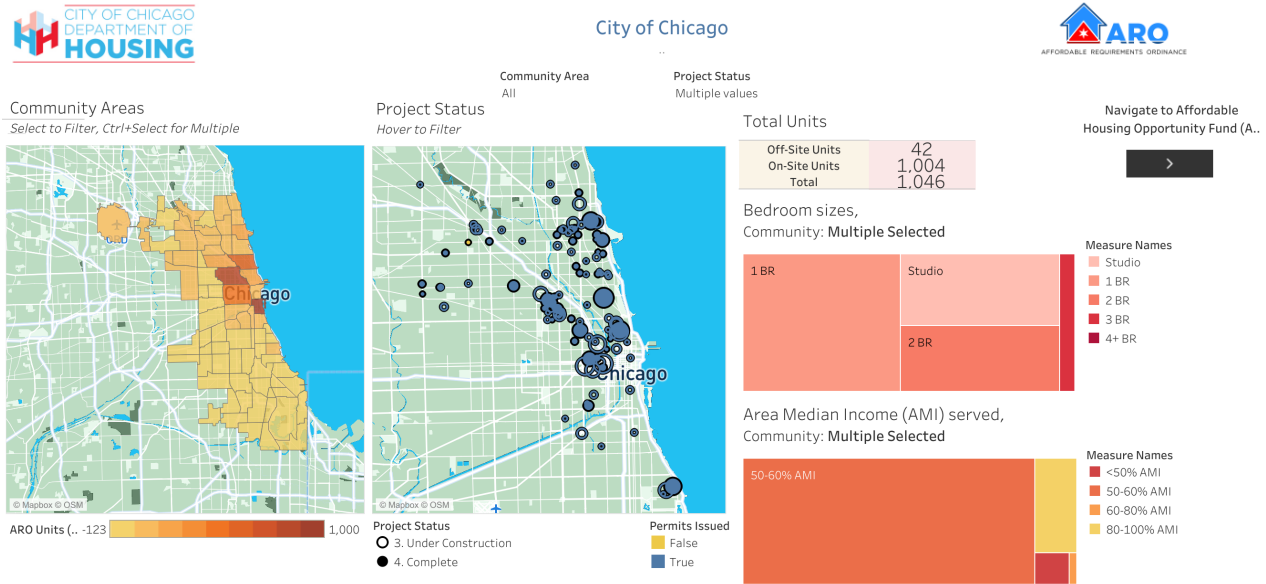 CITY OF CHICAGO
DEPARTMENT OF
HOUSING
City of Chicago
..
ARO
AFFORDABLE REQUIREMENTS ORDINANCE
Community Area
All
Project Status
Multiple values
Community Areas
Select to Filter, Ctrl+Select for Multiple
Chicago
© Mapbox © OSM
ARO Units (.. -123
1,000
Project Status
Hover to Filter
Chicago
© Mapbox © OSM
Project Status
3. Under Construction
4. Complete
Permits Issued
False
True
Total Units
Off-Site Units 42
On-Site Units 1,004
Total 1,046
Navigate to Affordable
Housing Opportunity Fund (A..
>
Bedroom sizes,
Community: Multiple Selected
1 BR
Studio
2 BR
Measure Names
Studio
1 BR
2 BR
3 BR
4+ BR
Area Median Income (AMI) served,
Community: Multiple Selected
50-60% AMI
Measure Names
<50% AMI
50-60% AMI
60-80% AMI
80-100% AMI